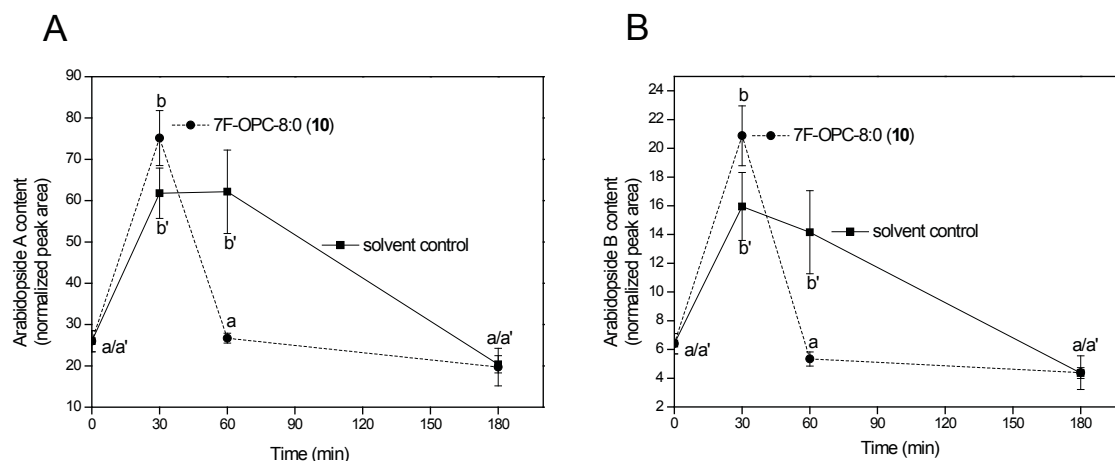 A
Arabidopside A content
(normalized peak area)
90
80
70
60
50
40
30
20
10
b
7F-OPC-8:0 (10)
b'
b'
solvent control
a/a'
a
a/a'
0 30 60 90 120 150 180
Time (min)
B
Arabidopside B content
(normalized peak area)
24
22
20
18
16
14
12
10
8
6
4
2
b
7F-OPC-8:0 (10)
b'
b'
solvent control
a/a'
a
a/a'
0 30 60 90 120 150 180
Time (min)